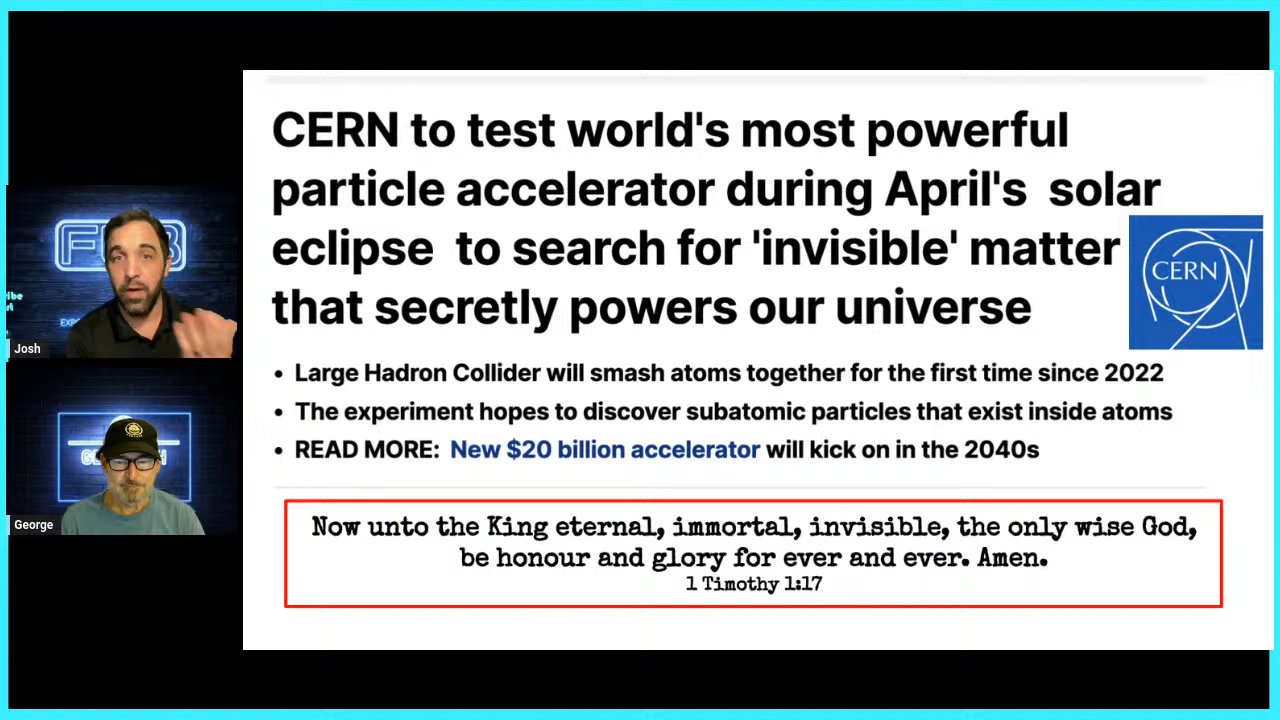 CERN to test world's most powerful
particle accelerator during April's solar
eclipse to search for 'invisible' matter
that secretly powers our universe
CERN
• Large Hadron Collider will smash atoms together for the first time since 2022
• The experiment hopes to discover subatomic particles that exist inside atoms
• READ MORE: New $20 billion accelerator will kick on in the 2040s
Now unto the King eternal, immortal, invisible, the only wise God,
be honour and glory for ever and ever. Amen.
1 Timothy 1:17
Josh
George